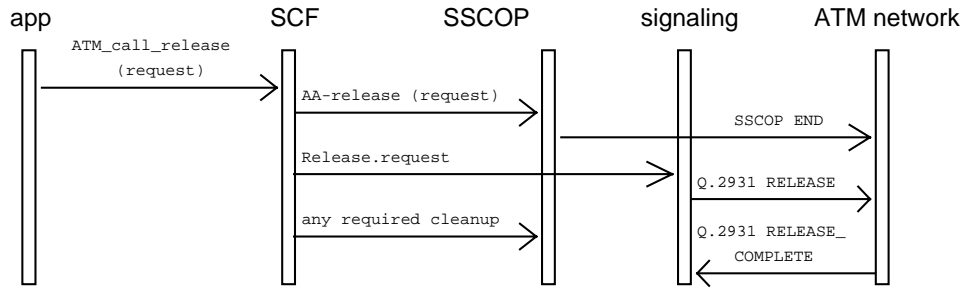 app SCF SSCOP signaling ATM network
ATM_call_release
(request)
AA-release (request)
SSCOP END
Release.request
Q.2931 RELEASE
any required cleanup
Q.2931 RELEASE_
COMPLETE